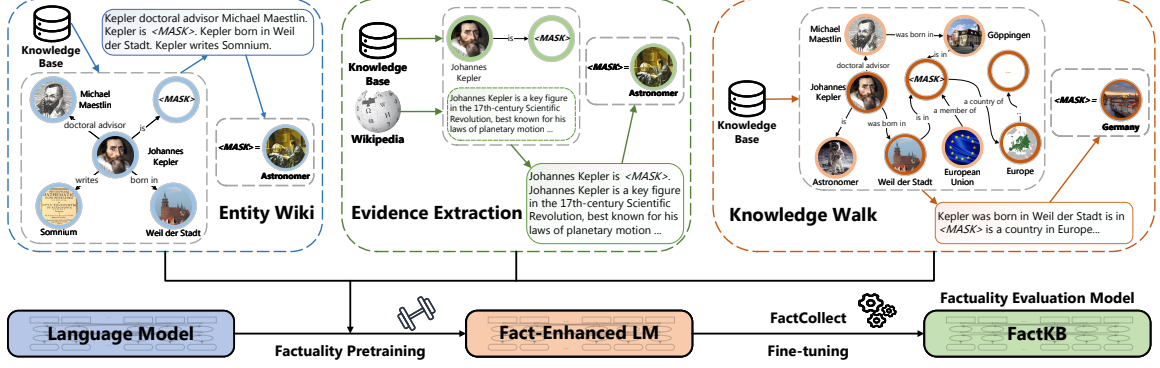 Knowledge
Base
Kepler doctoral advisor Michael Maestlin.
Kepler is <MASK>. Kepler born in Weil
der Stadt. Kepler writes Somnium.
Michael
Maestlin
<MASK>
doctoral advisor
is
Johannes
Kepler
writes
born in
Somnium
Weil der Stadt
<MASK> =
Astronomer
Entity Wiki
Knowledge
Base
Wikipedia
Johannes
Kepler
is
<MASK>
Johannes Kepler is a key figure
in the 17th-century Scientific
Revolution, best known for his
laws of planetary motion ...
<MASK> =
Astronomer
Johannes Kepler is <MASK>.
Johannes Kepler is a key figure
in the 17th-century Scientific
Revolution, best known for his
laws of planetary motion ...
Evidence Extraction
Knowledge
Base
Michael
Maestlin
was born in
Göppingen
doctoral advisor
is in
Johannes
Kepler
<MASK>
...
is
was born in
is in
a member of
a country of
Astronomer
Weil der Stadt
European
Union
Europe
<MASK> =
Germany
Knowledge Walk
Kepler was born in Weil der Stadt is in
<MASK> is a country in Europe...
Language Model
Factuality Pretraining
Fact-Enhanced LM
FactCollect
Fine-tuning
Factuality Evaluation Model
FactKB